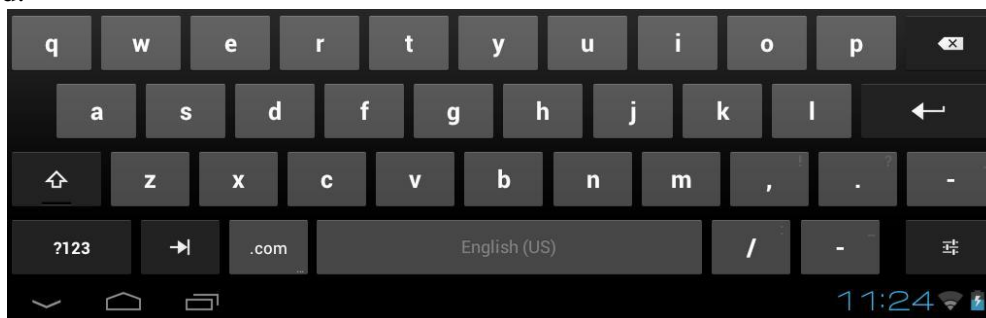 q w e r t y u i o p
a s d f g h j k l
z x c v b n m , ! . ? -
?123 .com ... English (US) / : - _
11:24